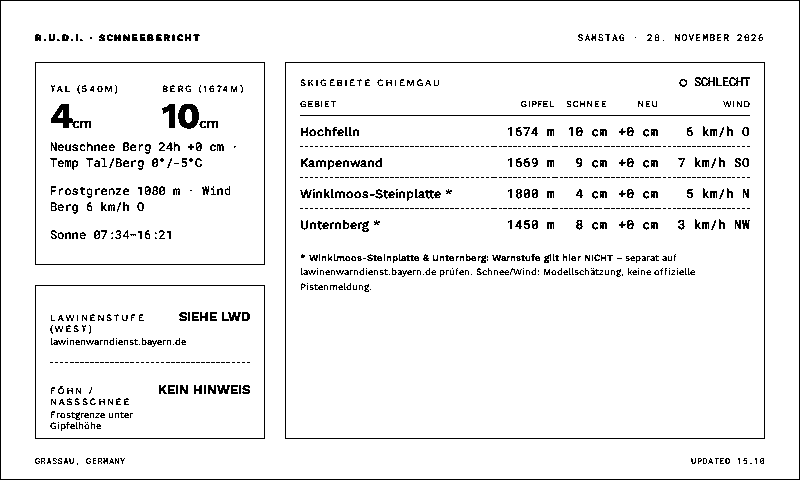 R.U.D.I. · SCHNEEBERICHT
SAMSTAG · 28. NOVEMBER 2026
TAL (540M)
BERG (1674M)
4cm
10cm
Neuschnee Berg 24h +0 cm ·
Temp Tal/Berg 0°/-5°C
Frostgrenze 1080 m · Wind
Berg 6 km/h O
Sonne 07:34–16:21
LAWINENSTUFE (WEST)
SIEHE LWD
lawinenwarndienst.bayern.de
FÖHN / NASSSCHNEE
KEIN HINWEIS
Frostgrenze unter
Gipfelhöhe
SKIGEBIETE CHIEMGAU
○ SCHLECHT
GEBIET GIPFEL SCHNEE NEU WIND
Hochfelln 1674 m 10 cm +0 cm 6 km/h O
Kampenwand 1669 m 9 cm +0 cm 7 km/h SO
Winklmoos-Steinplatte * 1800 m 4 cm +0 cm 5 km/h N
Unternberg * 1450 m 8 cm +0 cm 3 km/h NW
* Winklmoos-Steinplatte & Unternberg: Warnstufe gilt hier NICHT – separat auf
lawinenwarndienst.bayern.de prüfen. Schnee/Wind: Modellschätzung, keine offizielle
Pistenmeldung.
GRASSAU, GERMANY
UPDATED 15.10